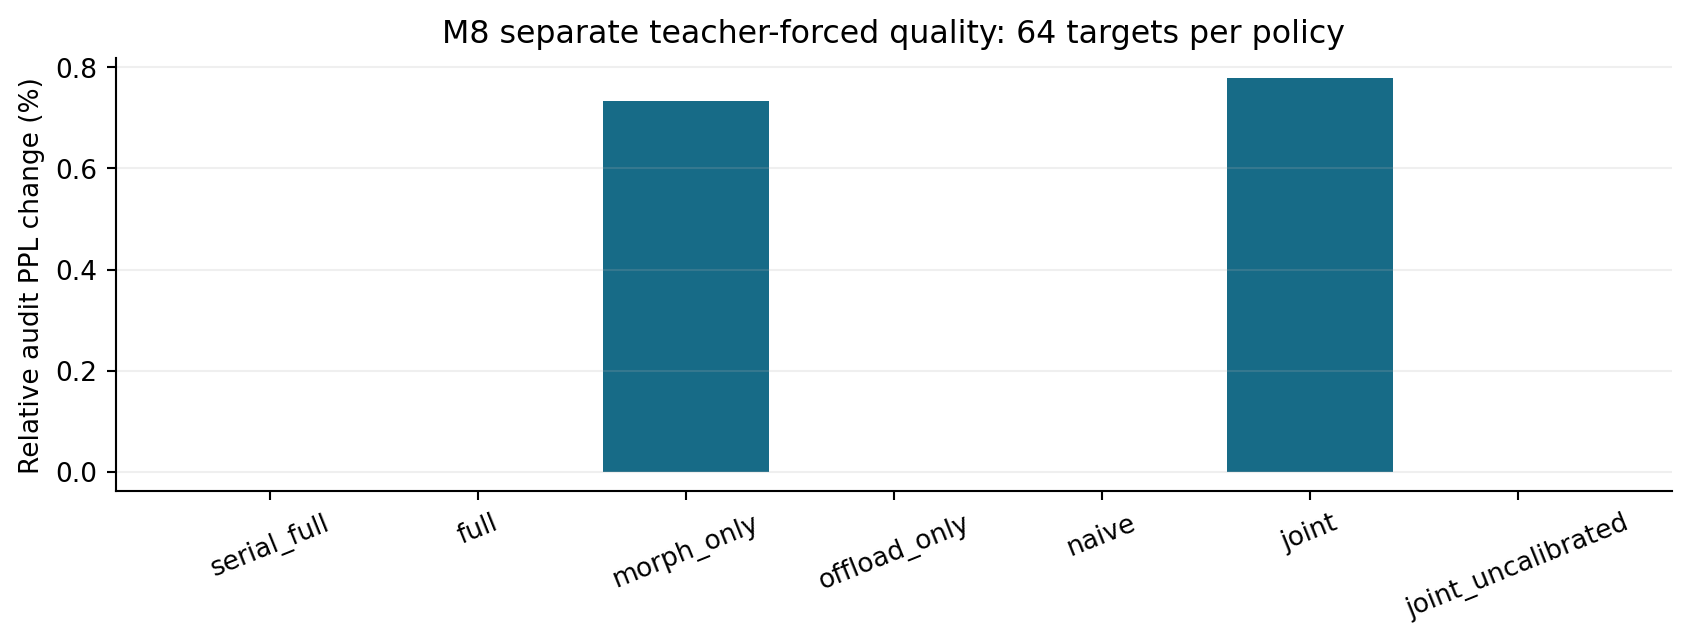 M8 separate teacher-forced quality: 64 targets per policy
Relative audit PPL change (%)
0.8
0.6
0.4
0.2
0.0
serial_full
full
morph_only
offload_only
naive
joint
joint_uncalibrated